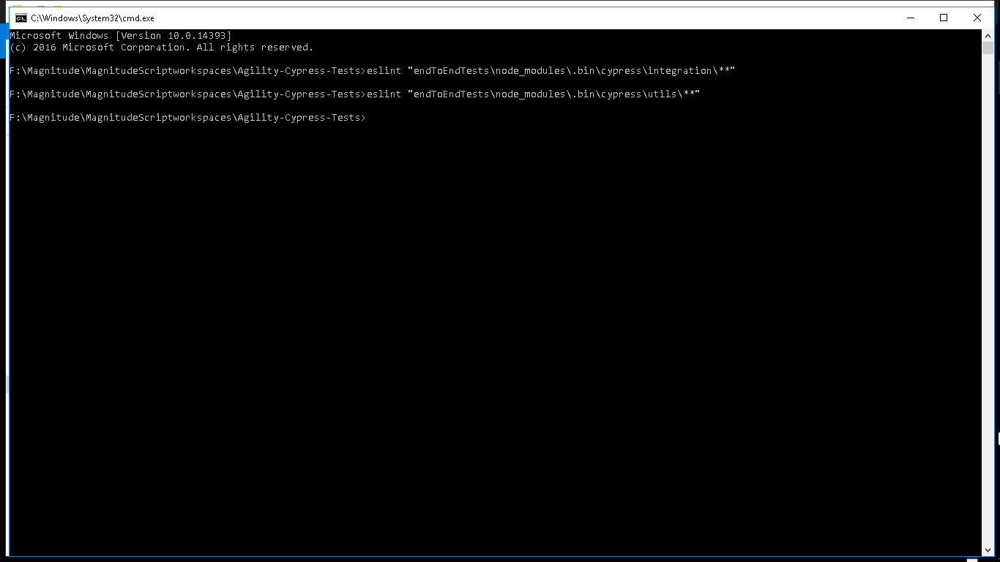 C:\Windows\System32\cmd.exe
Microsoft Windows [Version 10.0.14393]
(c) 2016 Microsoft Corporation. All rights reserved.
F:\Magnitude\MagnitudeScriptworkspaces\Agility-Cypress-Tests>eslint "endToEndTests\node_modules\.bin\cypress\integration\**"
F:\Magnitude\MagnitudeScriptworkspaces\Agility-Cypress-Tests>eslint "endToEndTests\node_modules\.bin\cypress\utils\**"
F:\Magnitude\MagnitudeScriptworkspaces\Agility-Cypress-Tests>